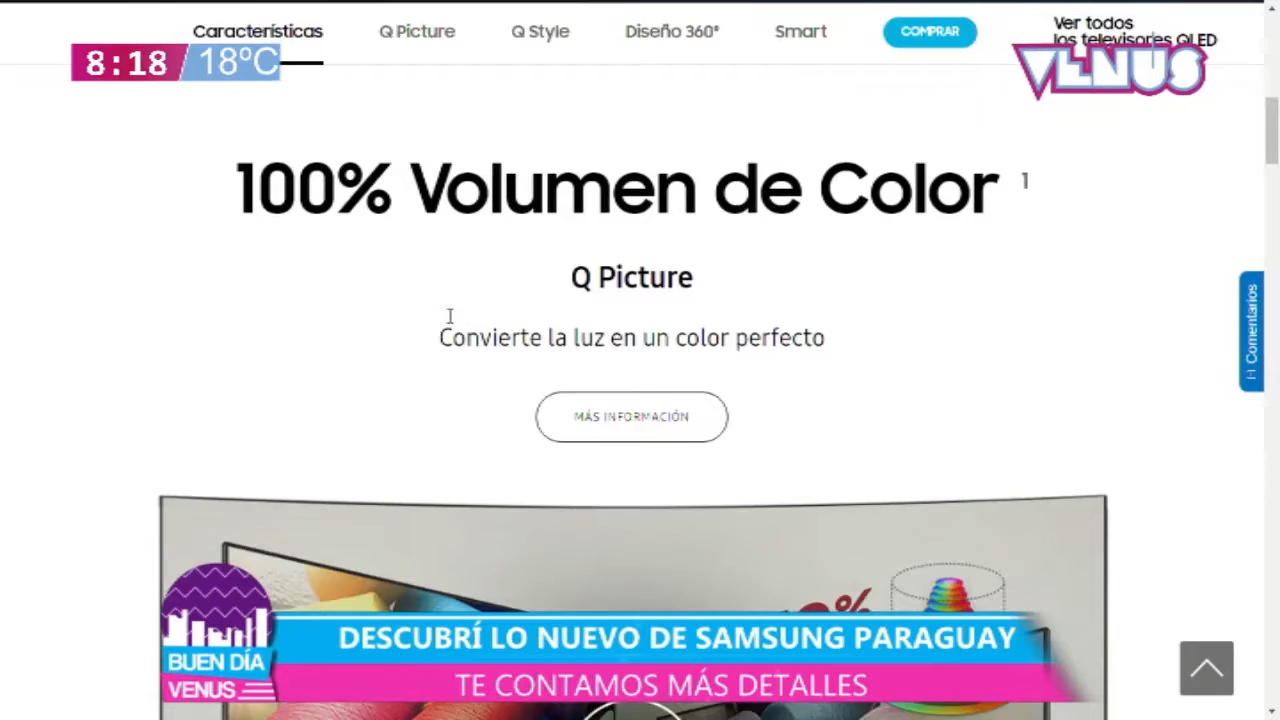 Características
Q Picture
Q Style
Diseño 360°
Smart
COMPRAR
Ver todos
los televisores QLED
8:18
18ºC
VENUS
100% Volumen de Color 1
Q Picture
Convierte la luz en un color perfecto
MÁS INFORMACIÓN
Comentarios
DESCUBRÍ LO NUEVO DE SAMSUNG PARAGUAY
TE CONTAMOS MÁS DETALLES
BUEN DÍA
VENUS